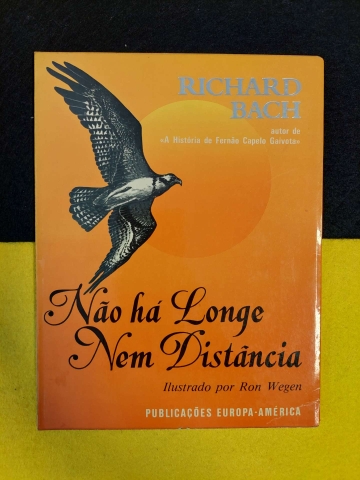 RICHARD
BACH
autor de
«A História de Fernão Capelo Gaivota»
Não há Longe
Nem Distância
Ilustrado por Ron Wegen
PUBLICAÇÕES EUROPA-AMÉRICA